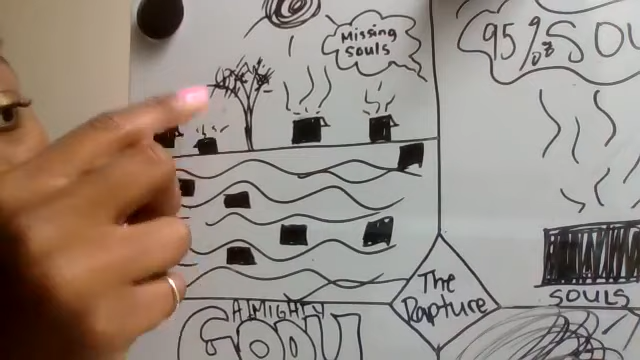 Missing
souls
95% of SOU
SOULS
The
Rapture
ALMIGHTY
GOD